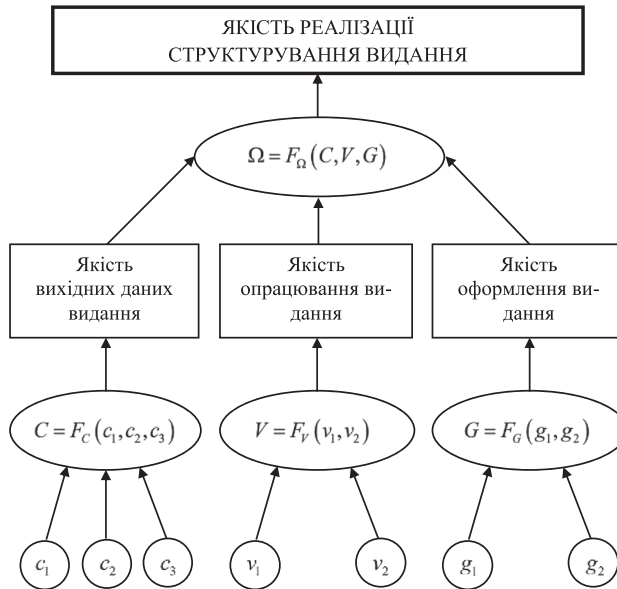 ЯКІСТЬ РЕАЛІЗАЦІЇ
СТРУКТУРУВАННЯ ВИДАННЯ
Ω = F_Ω (C, V, G)
Якість
вихідних даних
видання
Якість
опрацювання ви-
дання
Якість
оформлення ви-
дання
C = F_C (c₁, c₂, c₃)
V = F_V (v₁, v₂)
G = F_G (g₁, g₂)
c₁ c₂ c₃ v₁ v₂ g₁ g₂